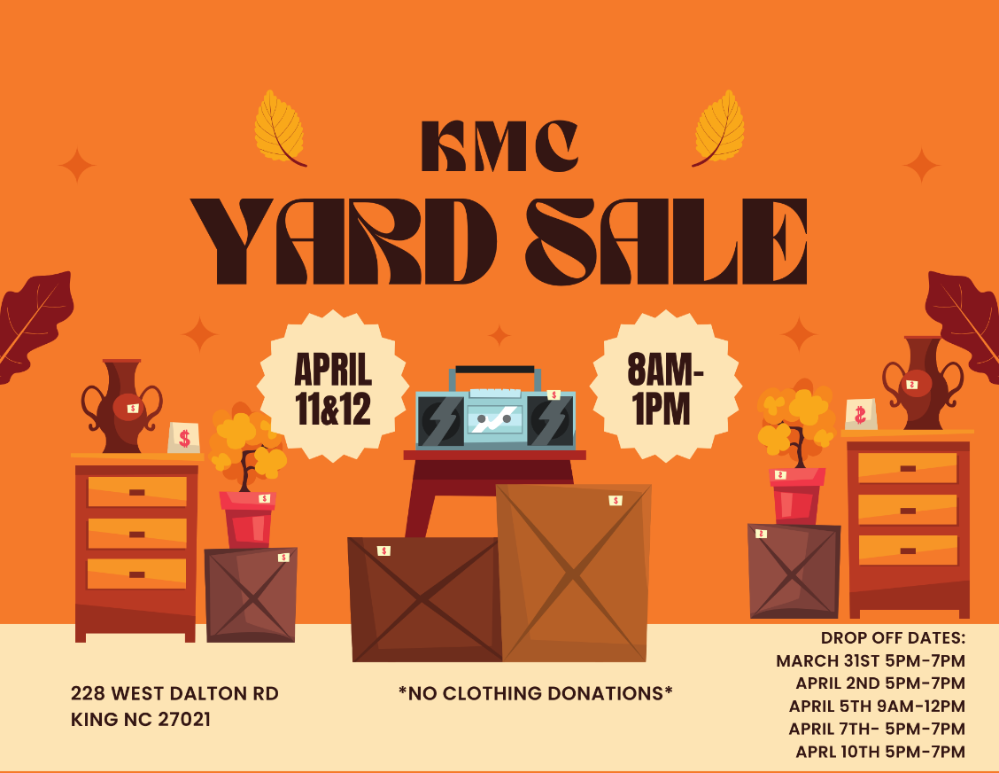 KMC
YARD SALE
APRIL
11&12
8AM-
1PM
$
$
$
$
$
$
$
$
$
$
$
$
228 WEST DALTON RD
KING NC 27021
*NO CLOTHING DONATIONS*
DROP OFF DATES:
MARCH 31ST 5PM-7PM
APRIL 2ND 5PM-7PM
APRIL 5TH 9AM-12PM
APRIL 7TH- 5PM-7PM
APRL 10TH 5PM-7PM